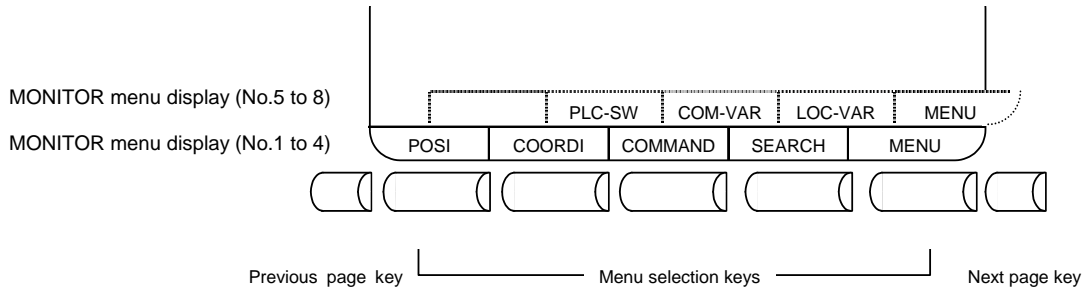 MONITOR menu display (No.5 to 8)
PLC-SW COM-VAR LOC-VAR MENU
MONITOR menu display (No.1 to 4)
POSI COORDI COMMAND SEARCH MENU
Previous page key Menu selection keys Next page key